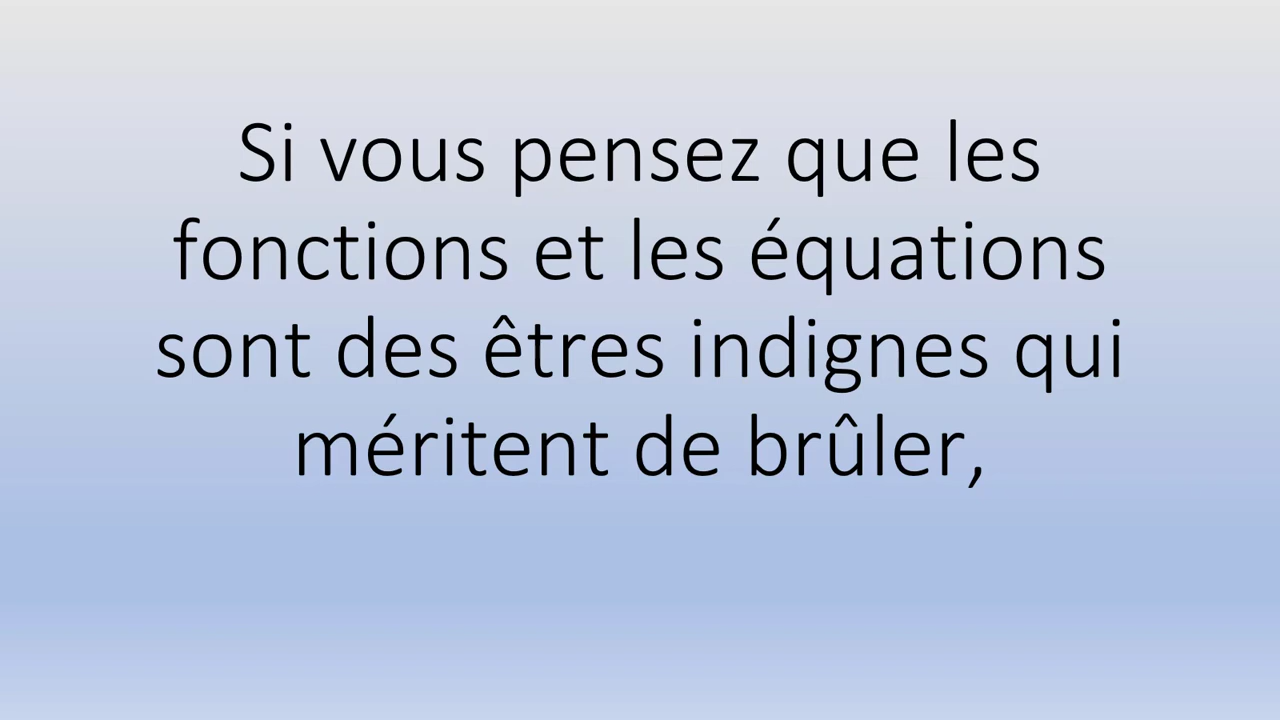 Si vous pensez que les
fonctions et les équations
sont des êtres indignes qui
méritent de brûler,